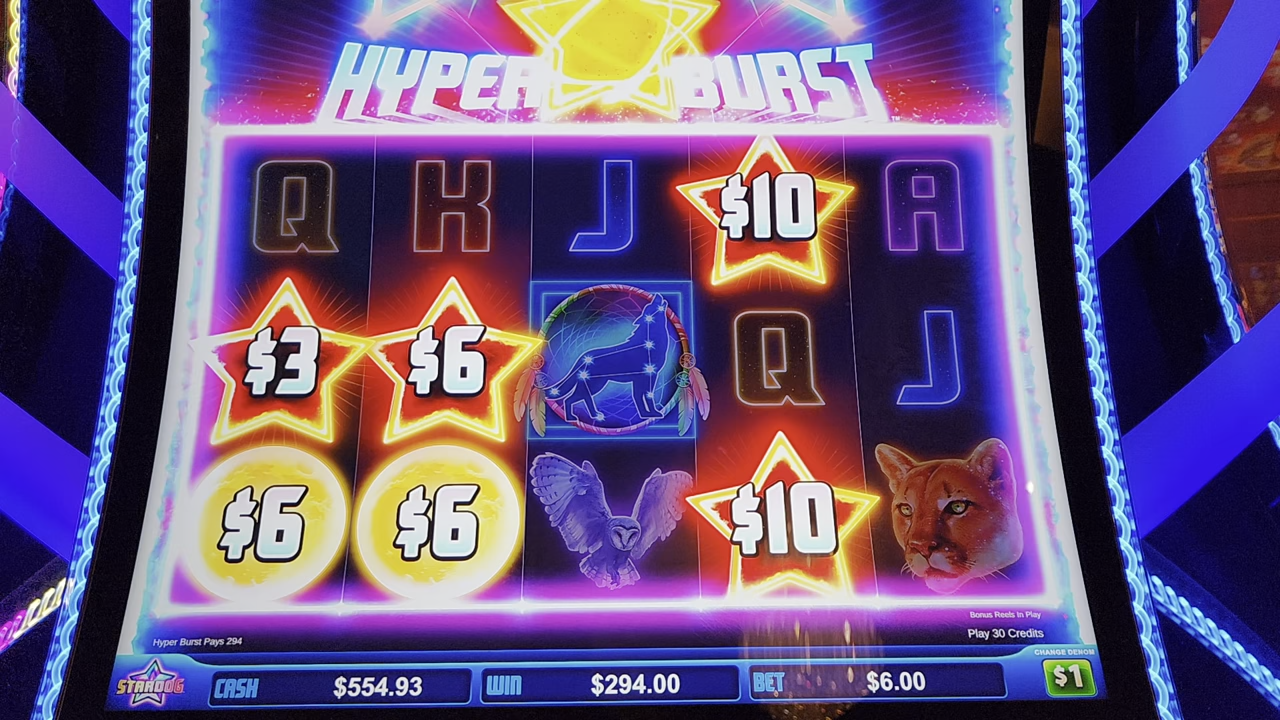 HYPER BURST
Q K J $10 A
$3 $6 Q J
$6 $6 $10
Bonus Reels In Play
Hyper Burst Pays 294
Play 30 Credits
CHANGE DENOM
STARDOG CASH $554.93 WIN $294.00 BET $6.00 $1